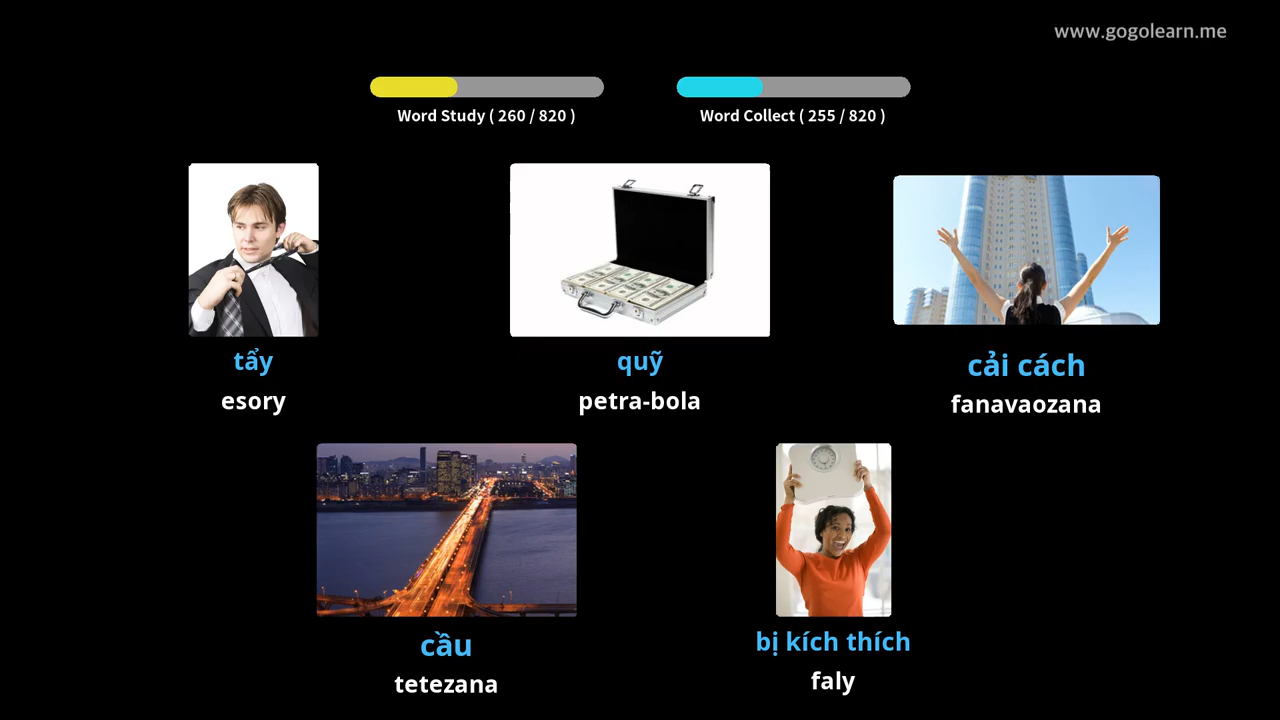 www.gogolearn.me
Word Study ( 260 / 820 )
Word Collect ( 255 / 820 )
tẩy
esory
quỹ
petra-bola
cải cách
fanavaozana
cầu
tetezana
bị kích thích
faly